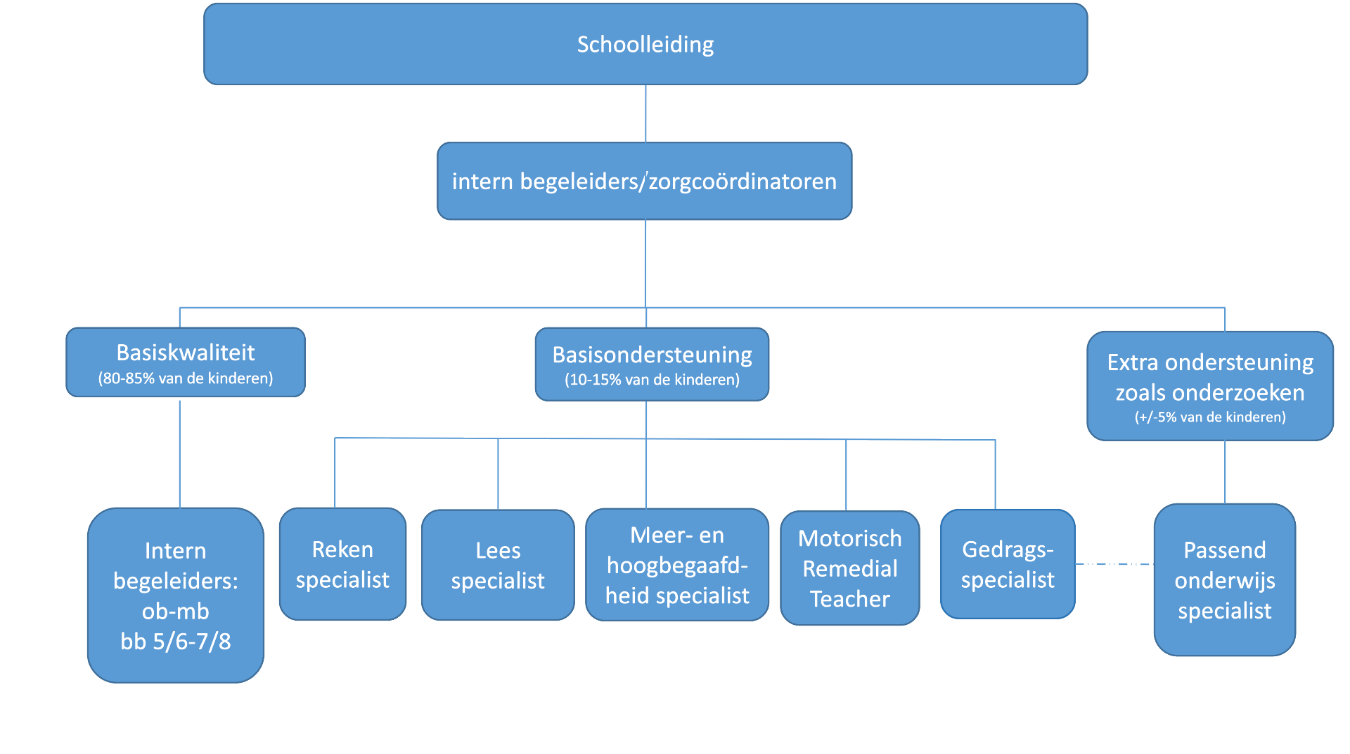 Schoolleiding
intern begeleiders/zorgcoördinatoren
Basiskwaliteit
(80-85% van de kinderen)
Basisondersteuning
(10-15% van de kinderen)
Extra ondersteuning
zoals onderzoeken
(+/-5% van de kinderen)
Intern
begeleiders:
ob-mb
bb 5/6-7/8
Reken
specialist
Lees
specialist
Meer- en
hoogbegaafd-
heid specialist
Motorisch
Remedial
Teacher
Gedrags-
specialist
Passend
onderwijs
specialist